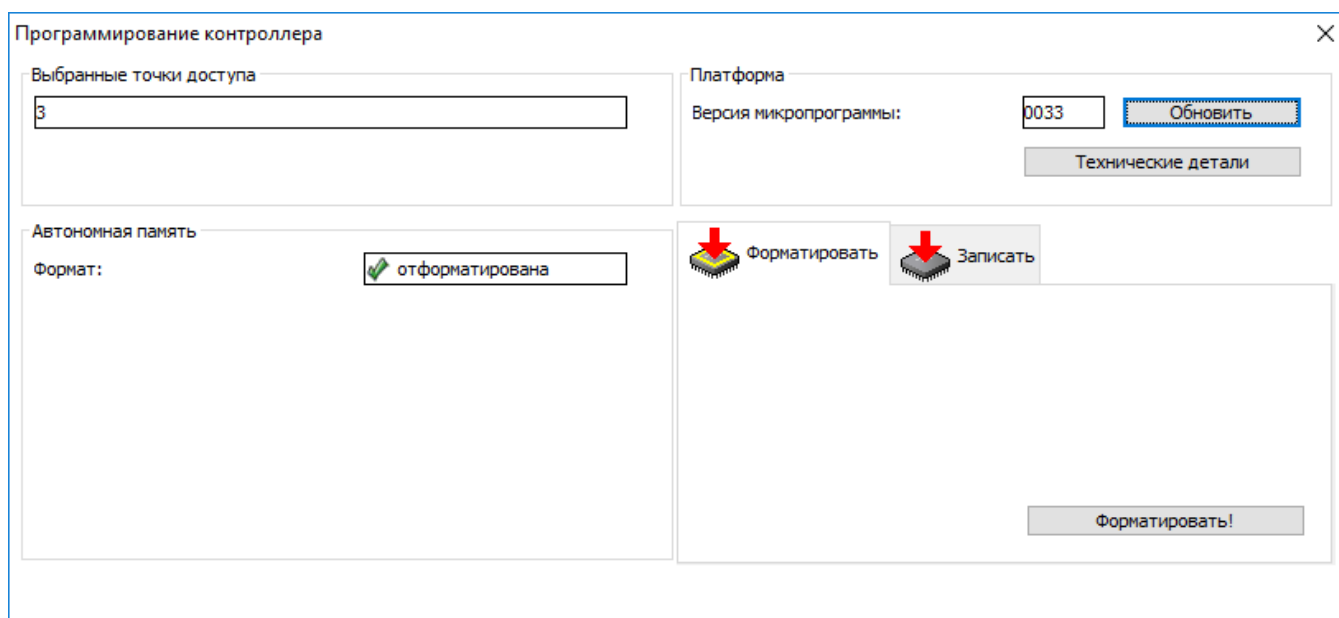 Программирование контроллера
Выбранные точки доступа
3
Платформа
Версия микропрограммы: 0033 Обновить
Технические детали
Автономная память
Формат: отформатирована
Форматировать Записать
Форматировать!